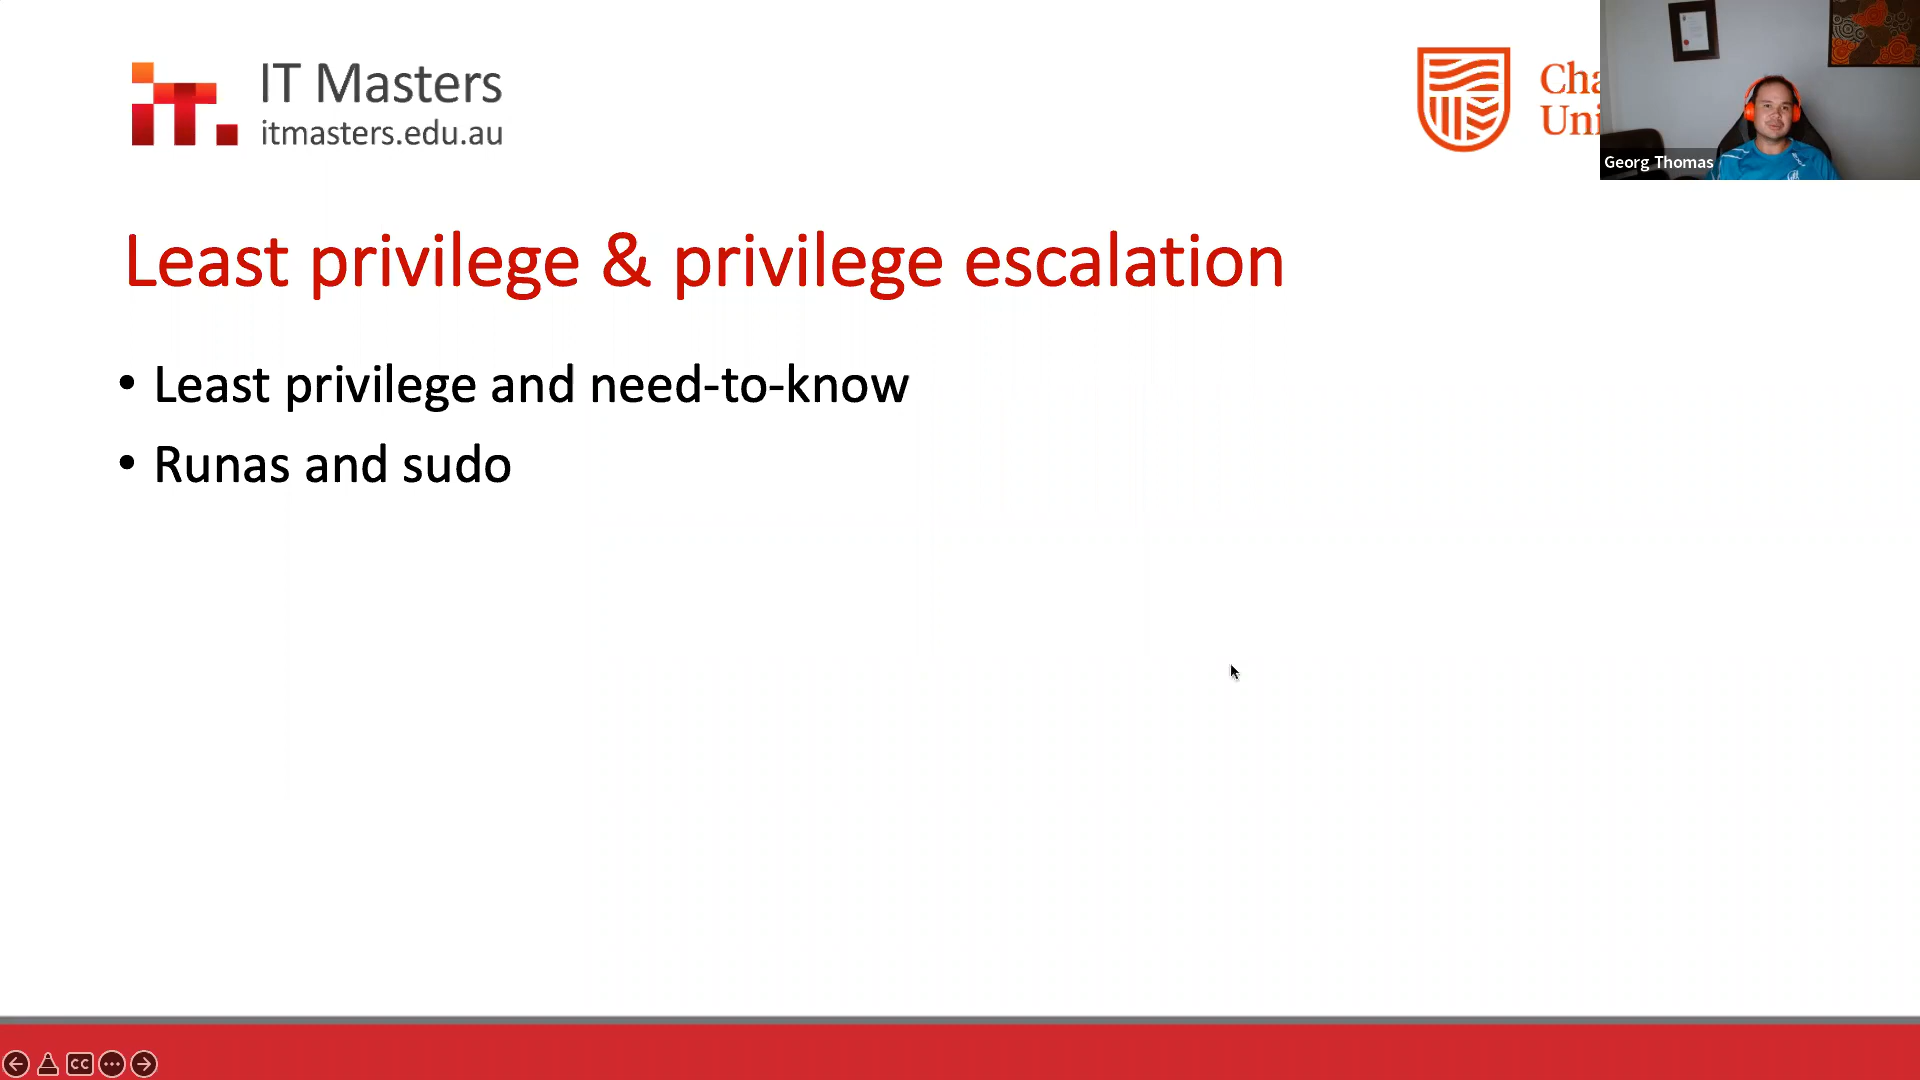 IT Masters
itmasters.edu.au
Georg Thomas
Least privilege & privilege escalation
• Least privilege and need-to-know
• Runas and sudo
CC